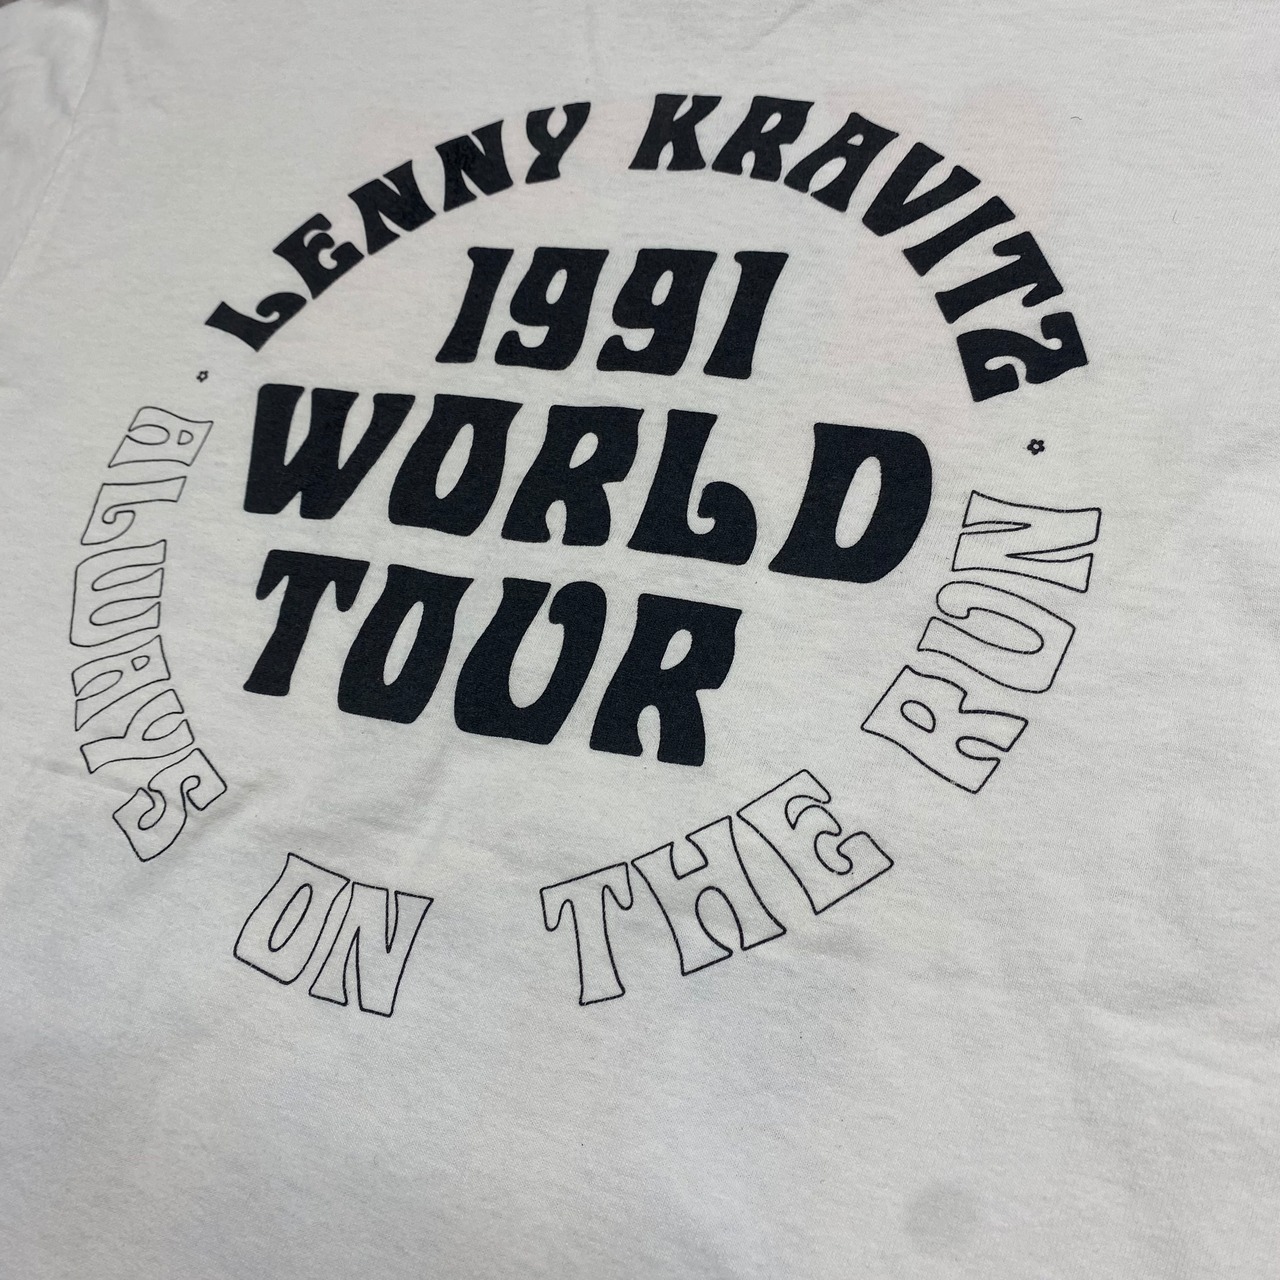 LENNY KRAVITZ
1991
WORLD
TOUR
ALWAYS ON THE RUN